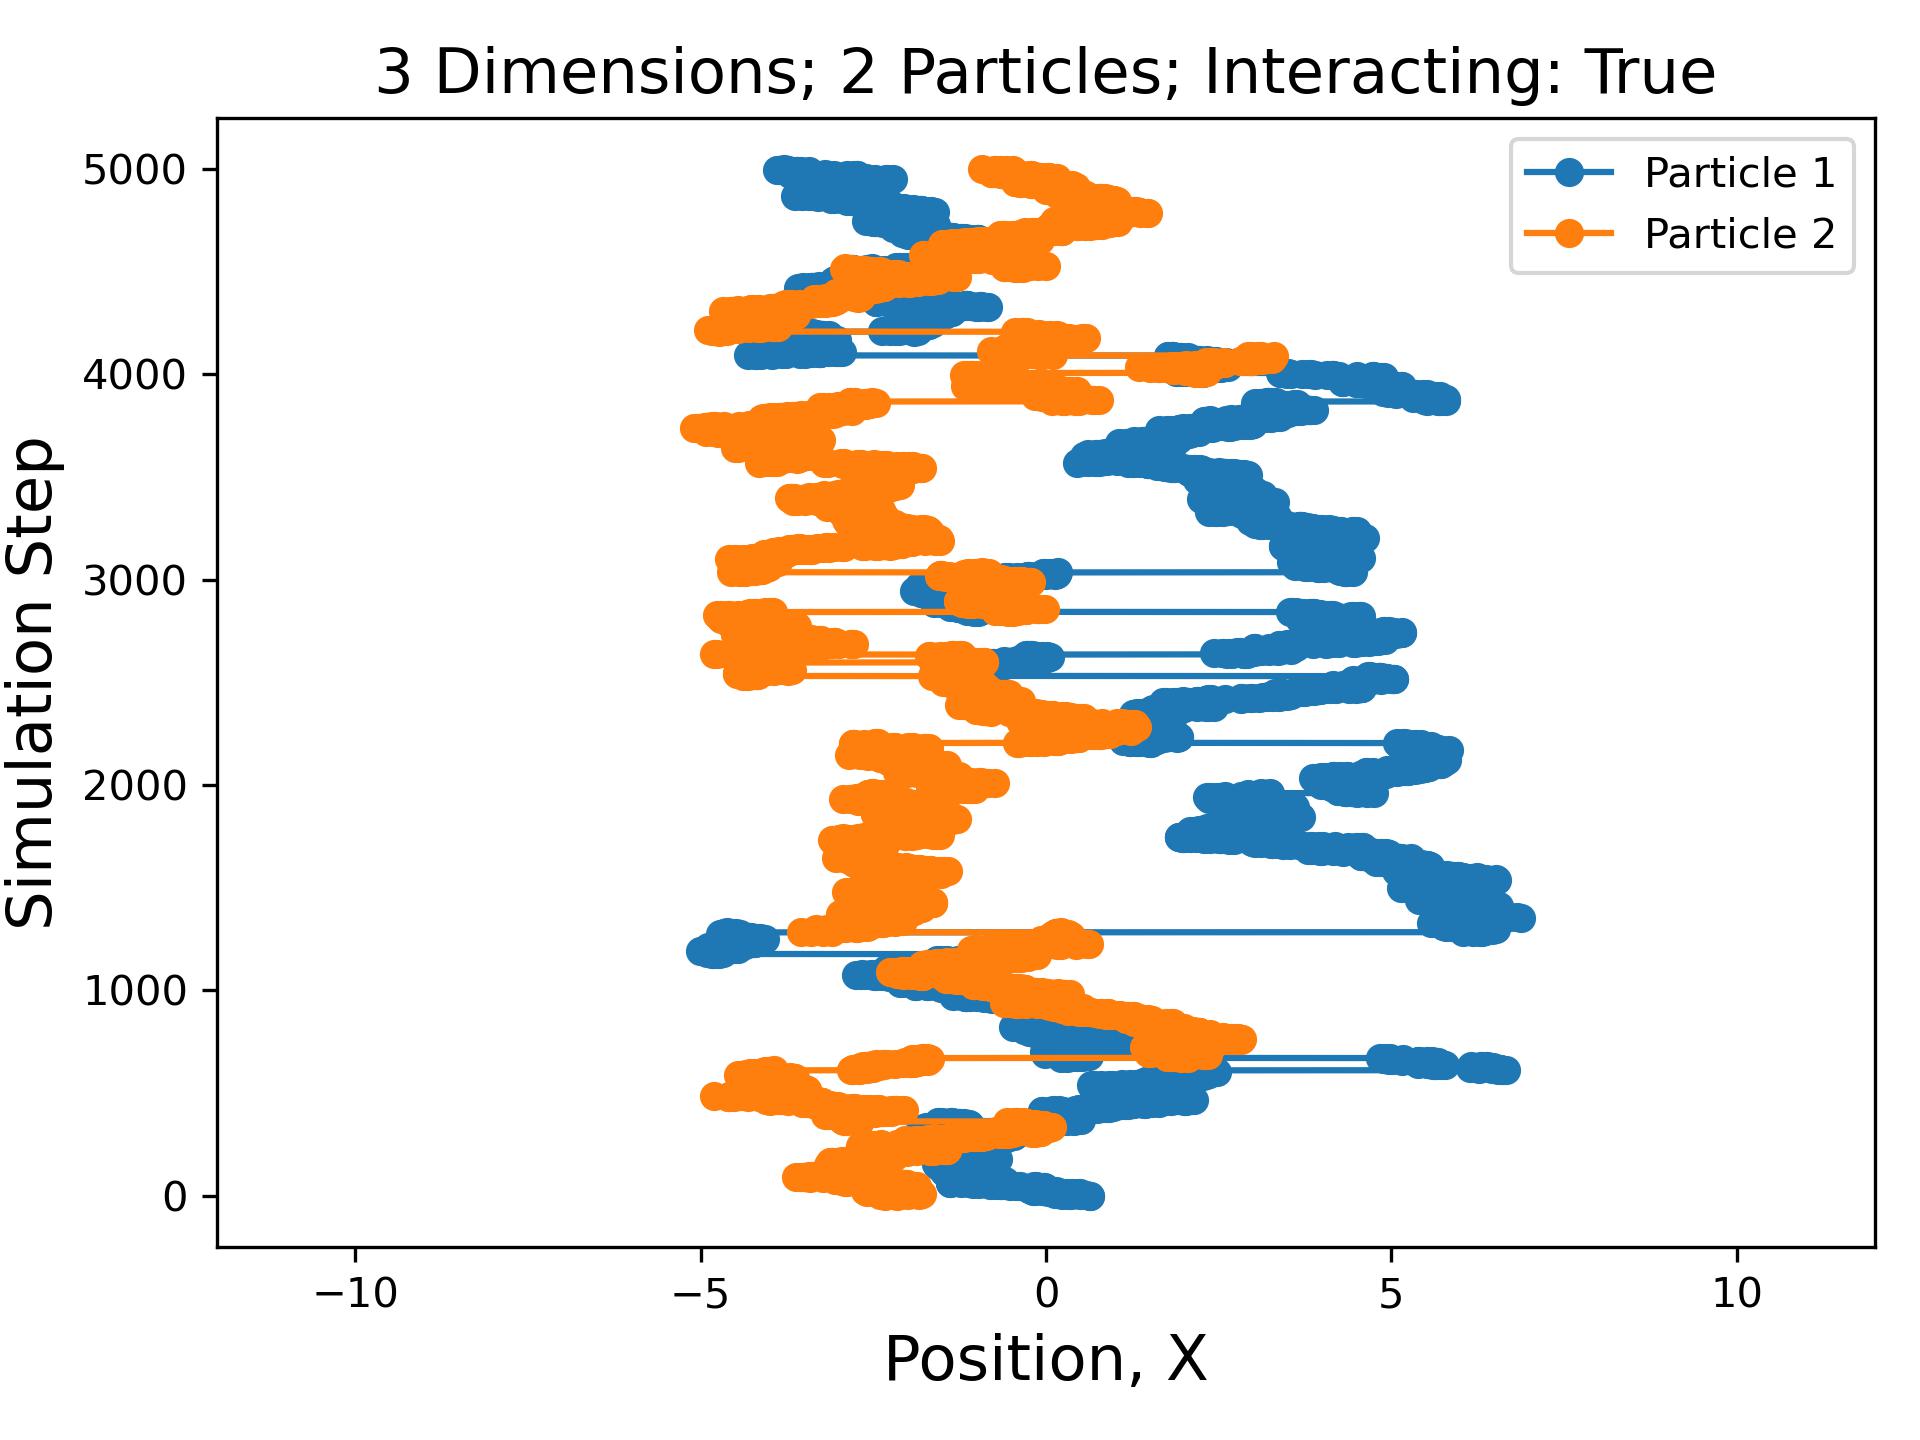 3 Dimensions; 2 Particles; Interacting: True
Particle 1
Particle 2
Simulation Step
5000
4000
3000
2000
1000
0
−10
−5
0
5
10
Position, X